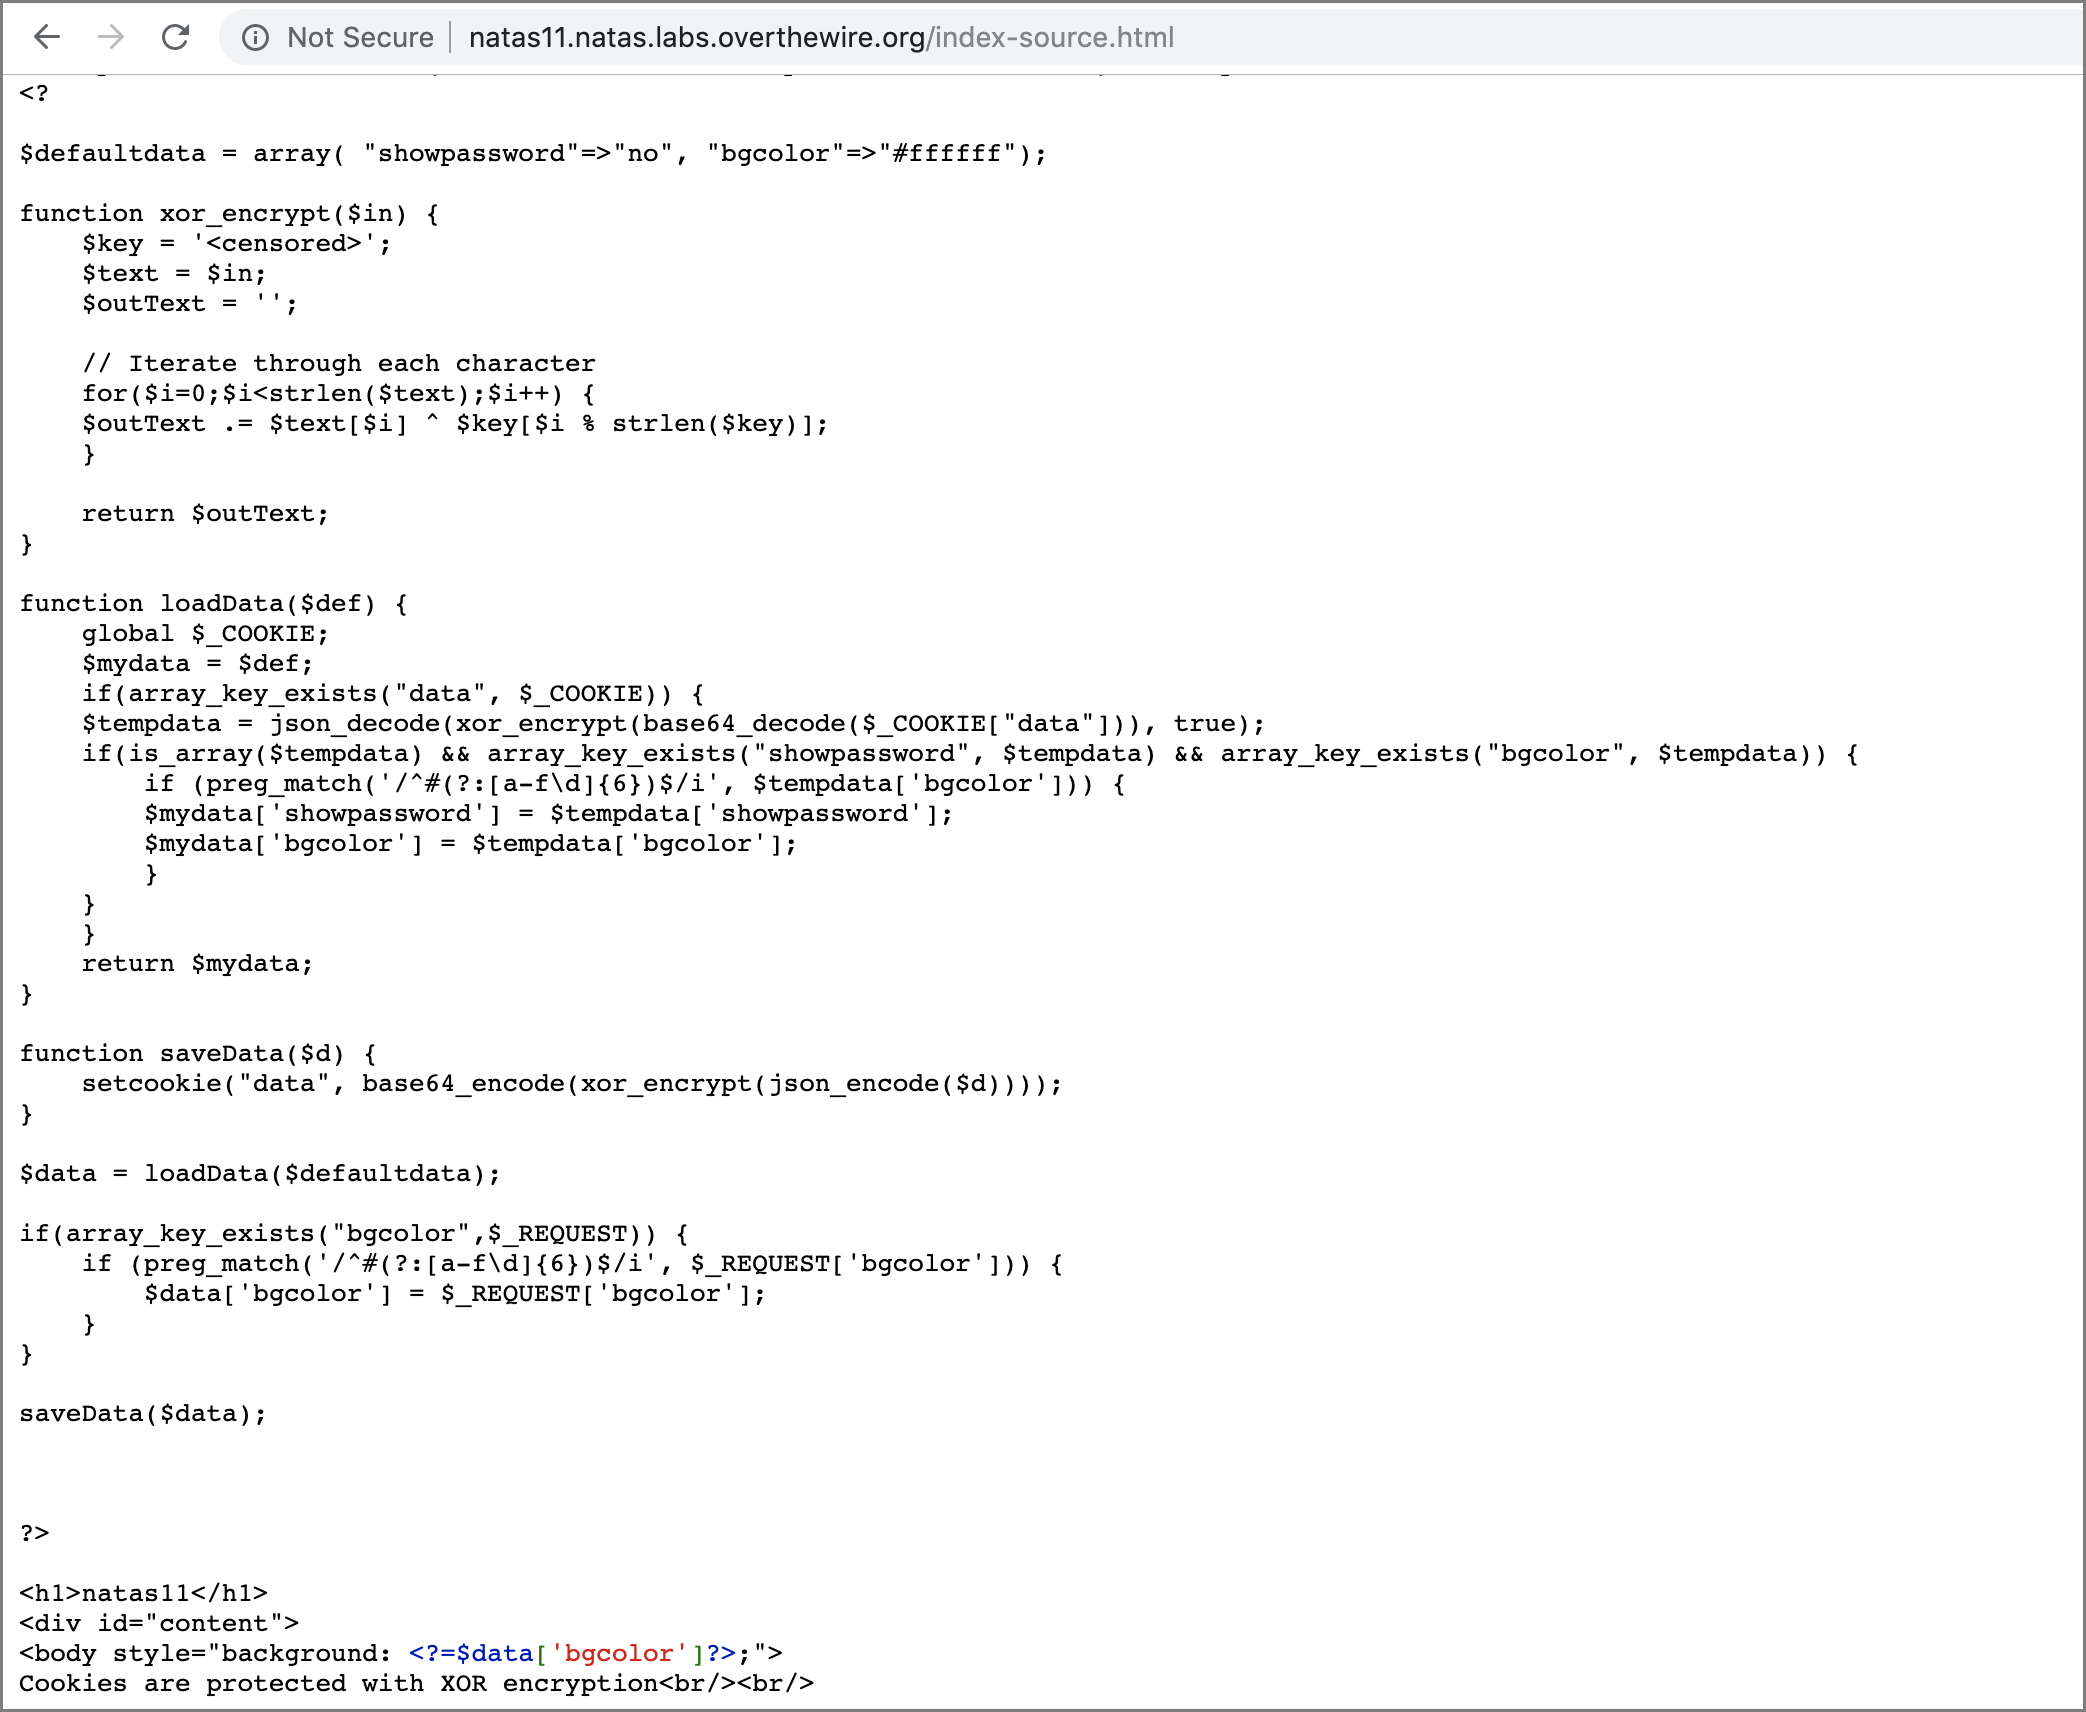 Not Secure | natas11.natas.labs.overthewire.org/index-source.html
<?
$defaultdata = array( "showpassword"=>"no", "bgcolor"=>"#ffffff");
function xor_encrypt($in) {
    $key = '<censored>';
    $text = $in;
    $outText = '';
    // Iterate through each character
    for($i=0;$i<strlen($text);$i++) {
    $outText .= $text[$i] ^ $key[$i % strlen($key)];
    }
    return $outText;
}
function loadData($def) {
    global $_COOKIE;
    $mydata = $def;
    if(array_key_exists("data", $_COOKIE)) {
    $tempdata = json_decode(xor_encrypt(base64_decode($_COOKIE["data"])), true);
    if(is_array($tempdata) && array_key_exists("showpassword", $tempdata) && array_key_exists("bgcolor", $tempdata)) {
        if (preg_match('/^#(?:[a-f\d]{6})$/i', $tempdata['bgcolor'])) {
        $mydata['showpassword'] = $tempdata['showpassword'];
        $mydata['bgcolor'] = $tempdata['bgcolor'];
        }
    }
    }
    return $mydata;
}
function saveData($d) {
    setcookie("data", base64_encode(xor_encrypt(json_encode($d))));
}
$data = loadData($defaultdata);
if(array_key_exists("bgcolor",$_REQUEST)) {
    if (preg_match('/^#(?:[a-f\d]{6})$/i', $_REQUEST['bgcolor'])) {
        $data['bgcolor'] = $_REQUEST['bgcolor'];
    }
}
saveData($data);
?>
<h1>natas11</h1>
<div id="content">
<body style="background: <?=$data['bgcolor']?>;">
Cookies are protected with XOR encryption<br/><br/>